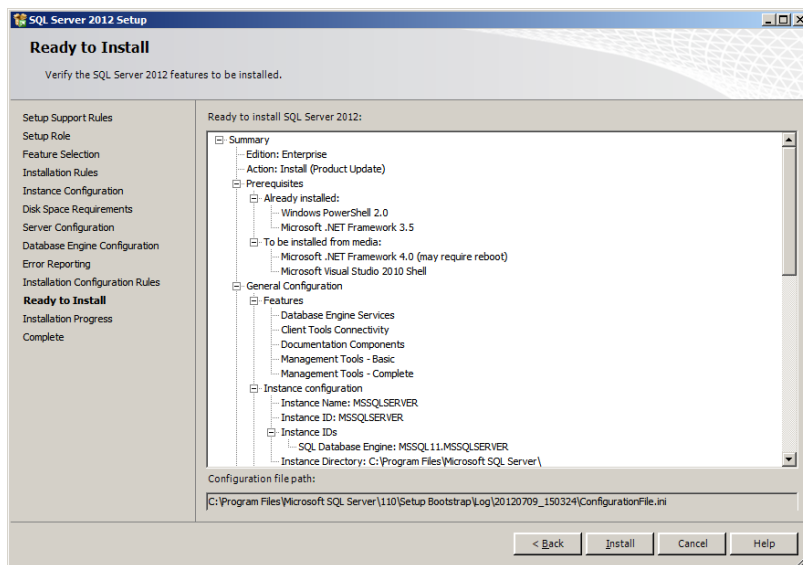 SQL Server 2012 Setup
Ready to Install
Verify the SQL Server 2012 features to be installed.
Setup Support Rules
Setup Role
Feature Selection
Installation Rules
Instance Configuration
Disk Space Requirements
Server Configuration
Database Engine Configuration
Error Reporting
Installation Configuration Rules
Ready to Install
Installation Progress
Complete
Ready to install SQL Server 2012:
Summary
Edition: Enterprise
Action: Install (Product Update)
Prerequisites
Already installed:
Windows PowerShell 2.0
Microsoft .NET Framework 3.5
To be installed from media:
Microsoft .NET Framework 4.0 (may require reboot)
Microsoft Visual Studio 2010 Shell
General Configuration
Features
Database Engine Services
Client Tools Connectivity
Documentation Components
Management Tools - Basic
Management Tools - Complete
Instance configuration
Instance Name: MSSQLSERVER
Instance ID: MSSQLSERVER
Instance IDs
SQL Database Engine: MSSQL11.MSSQLSERVER
Instance Directory: C:\Program Files\Microsoft SQL Server\
Configuration file path:
C:\Program Files\Microsoft SQL Server\110\Setup Bootstrap\Log\20120709_150324\ConfigurationFile.ini
< Back
Install
Cancel
Help